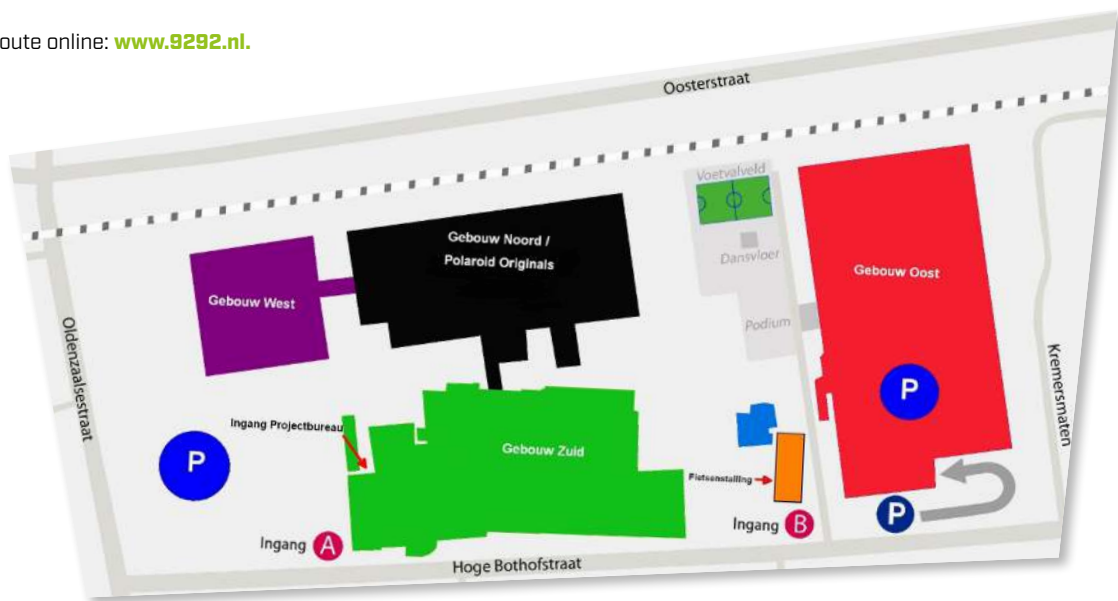 oute online: www.9292.nl.
Oosterstraat
Voetvalveld
Gebouw Noord /
Polaroid Originals
Dansvloer
Gebouw Oost
Gebouw West
Podium
Oldenzaalsestraat
Kremersmaten
P
Ingang Projectbureau
Gebouw Zuid
P
Fietsenstalling
P
Ingang A
Ingang B
Hoge Bothofstraat